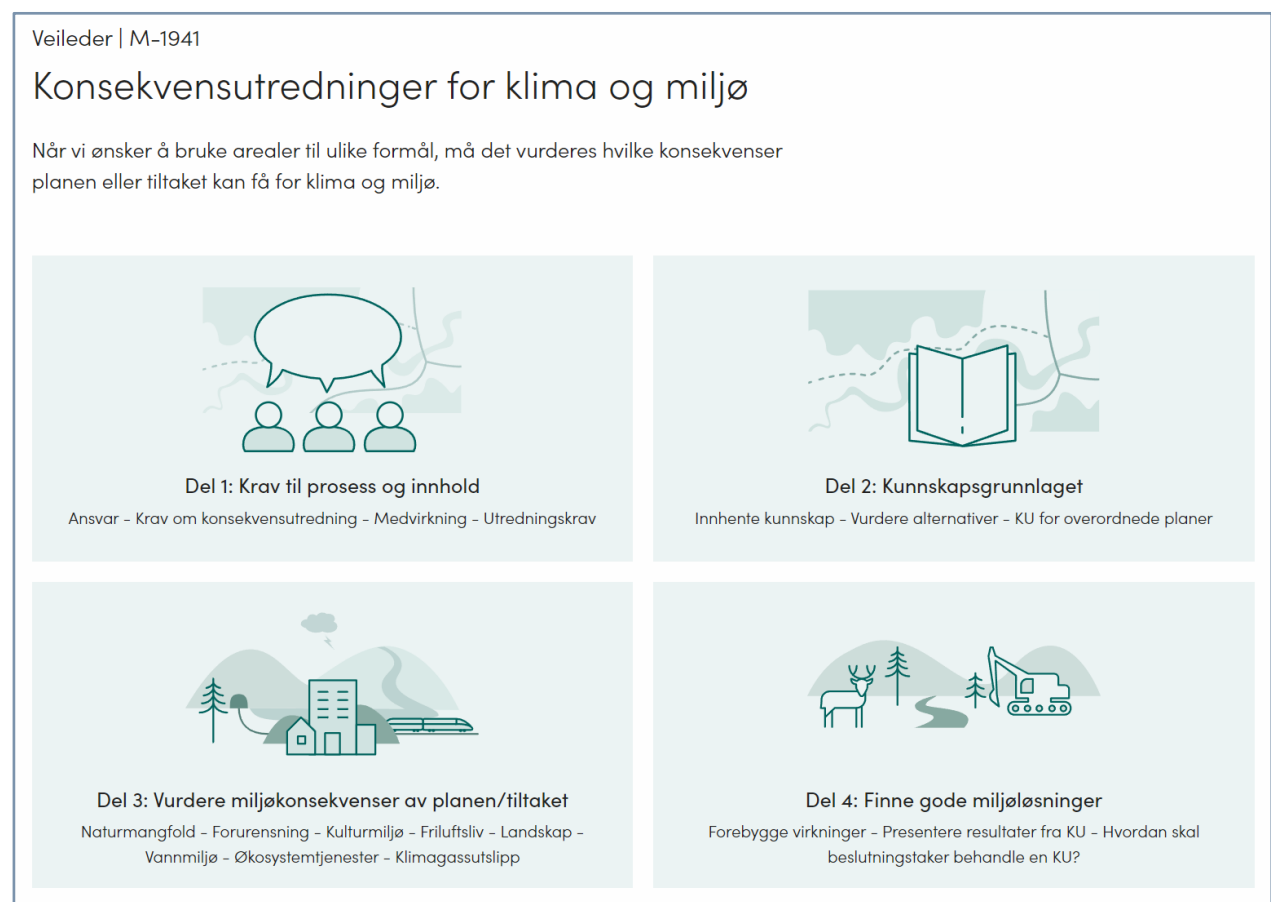 Veileder | M-1941
Konsekvensutredninger for klima og miljø
Når vi ønsker å bruke arealer til ulike formål, må det vurderes hvilke konsekvenser
planen eller tiltaket kan få for klima og miljø.
Del 1: Krav til prosess og innhold
Ansvar - Krav om konsekvensutredning - Medvirkning - Utredningskrav
Del 2: Kunnskapsgrunnlaget
Innhente kunnskap - Vurdere alternativer - KU for overordnede planer
Del 3: Vurdere miljøkonsekvenser av planen/tiltaket
Naturmangfold - Forurensning - Kulturmiljø - Friluftsliv - Landskap -
Vannmiljø - Økosystemtjenester - Klimagassutslipp
Del 4: Finne gode miljøløsninger
Forebygge virkninger - Presentere resultater fra KU - Hvordan skal
beslutningstaker behandle en KU?